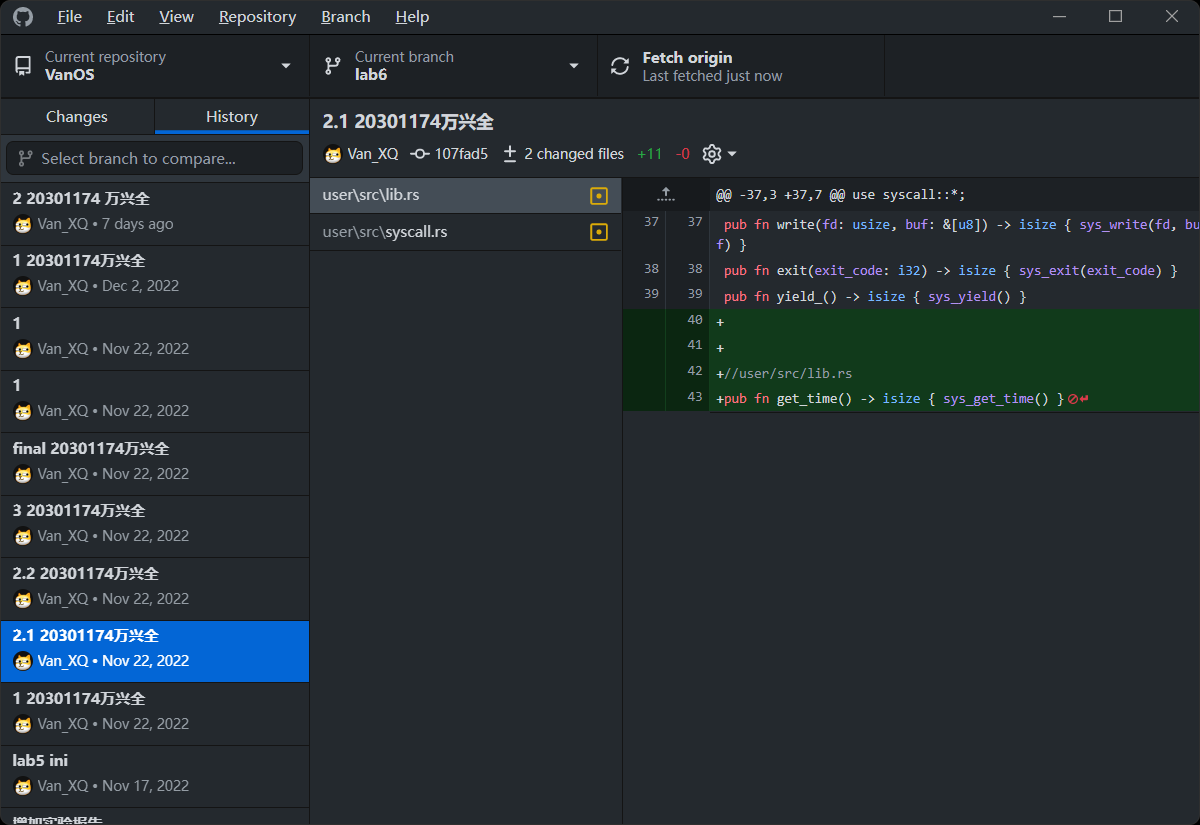 File Edit View Repository Branch Help
Current repository
VanOS
Current branch
lab6
Fetch origin
Last fetched just now
Changes
History
Select branch to compare...
2 20301174 万兴全
Van_XQ • 7 days ago
1 20301174万兴全
Van_XQ • Dec 2, 2022
1
Van_XQ • Nov 22, 2022
1
Van_XQ • Nov 22, 2022
final 20301174万兴全
Van_XQ • Nov 22, 2022
3 20301174万兴全
Van_XQ • Nov 22, 2022
2.2 20301174万兴全
Van_XQ • Nov 22, 2022
2.1 20301174万兴全
Van_XQ • Nov 22, 2022
1 20301174万兴全
Van_XQ • Nov 22, 2022
lab5 ini
Van_XQ • Nov 17, 2022
增加实验报告
2.1 20301174万兴全
Van_XQ 107fad5 2 changed files +11 -0
user\src\lib.rs
user\src\syscall.rs
@@ -37,3 +37,7 @@ use syscall::*;
37 37 pub fn write(fd: usize, buf: &[u8]) -> isize { sys_write(fd, bu
f) }
38 38 pub fn exit(exit_code: i32) -> isize { sys_exit(exit_code) }
39 39 pub fn yield_() -> isize { sys_yield() }
40 +
41 +
42 +//user/src/lib.rs
43 +pub fn get_time() -> isize { sys_get_time() }